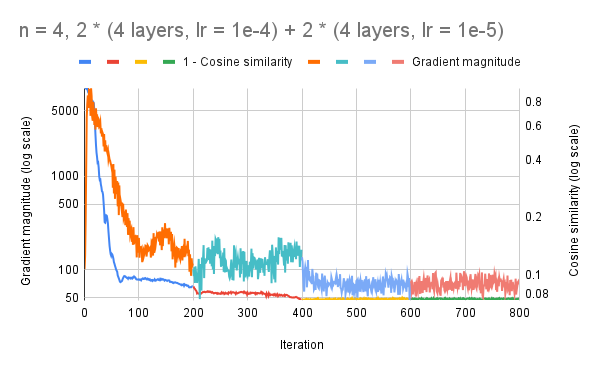 n = 4, 2 * (4 layers, lr = 1e-4) + 2 * (4 layers, lr = 1e-5)
1 - Cosine similarity
Gradient magnitude
Gradient magnitude (log scale)
5000
1000
500
100
50
0.8
0.6
0.4
0.2
0.1
0.08
Cosine similarity (log scale)
0 100 200 300 400 500 600 700 800
Iteration